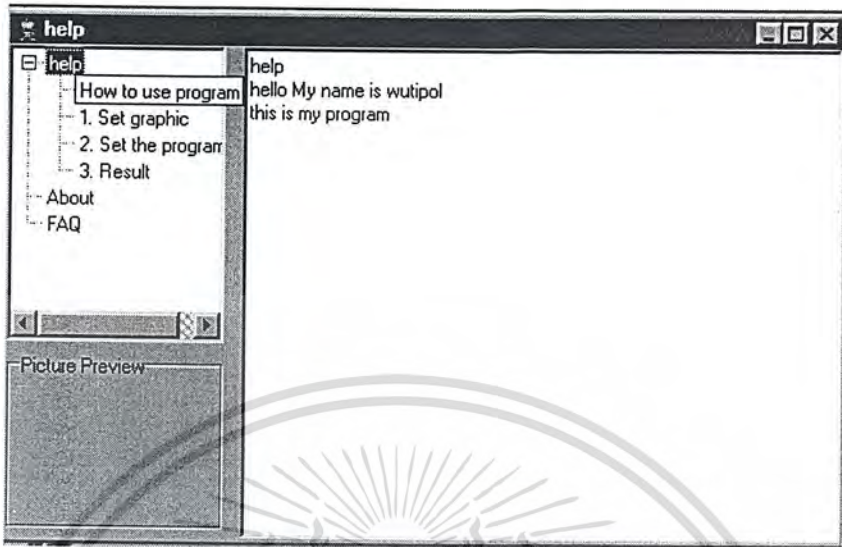 help
help
How to use program
1. Set graphic
2. Set the program
3. Result
About
FAQ
Picture Preview
help
hello My name is wutipol
this is my program